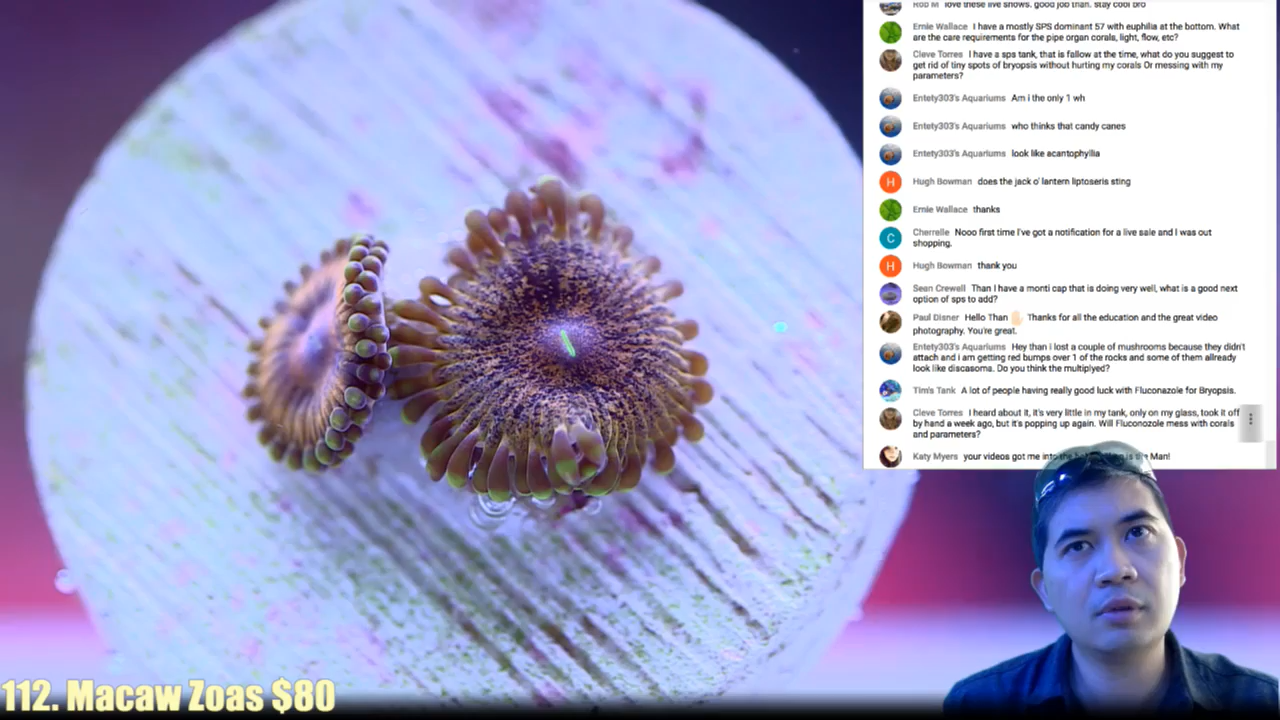 Rob M love these live shows. good job than. stay cool bro
Ernie Wallace I have a mostly SPS dominant 57 with euphilia at the bottom. What
are the care requirements for the pipe organ corals, light, flow, etc?
Cleve Torres I have a sps tank, that is fallow at the time, what do you suggest to
get rid of tiny spots of bryopsis without hurting my corals Or messing with my
parameters?
Entety303's Aquariums Am i the only 1 wh
Entety303's Aquariums who thinks that candy canes
Entety303's Aquariums look like acantophyllia
H Hugh Bowman does the jack o' lantern liptoseris sting
Ernie Wallace thanks
C Cherrelle Nooo first time I've got a notification for a live sale and I was out
shopping.
H Hugh Bowman thank you
Sean Crewell Than I have a monti cap that is doing very well, what is a good next
option of sps to add?
Paul Disner Hello Than Thanks for all the education and the great video
photography. You're great.
Entety303's Aquariums Hey than i lost a couple of mushrooms because they didn't
attach and i am getting red bumps over 1 of the rocks and some of them allready
look like discasoma. Do you think the multiplyed?
Tim's Tank A lot of people having really good luck with Fluconazole for Bryopsis.
Cleve Torres I heard about it, it's very little in my tank, only on my glass, took it off
by hand a week ago, but it's popping up again. Will Fluconozole mess with corals
and parameters?
Katy Myers your videos got me into the is the Man!
112. Macaw Zoas $80